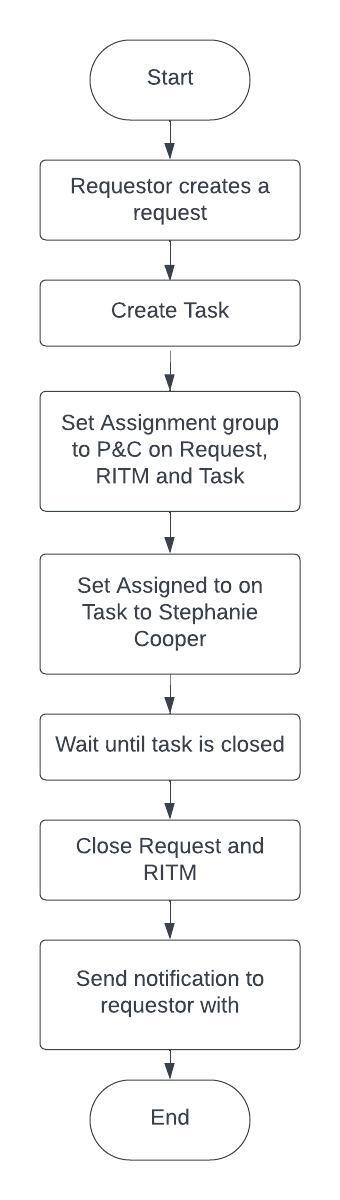 Start
Requestor creates a
request
Create Task
Set Assignment group
to P&C on Request,
RITM and Task
Set Assigned to on
Task to Stephanie
Cooper
Wait until task is closed
Close Request and
RITM
Send notification to
requestor with
End